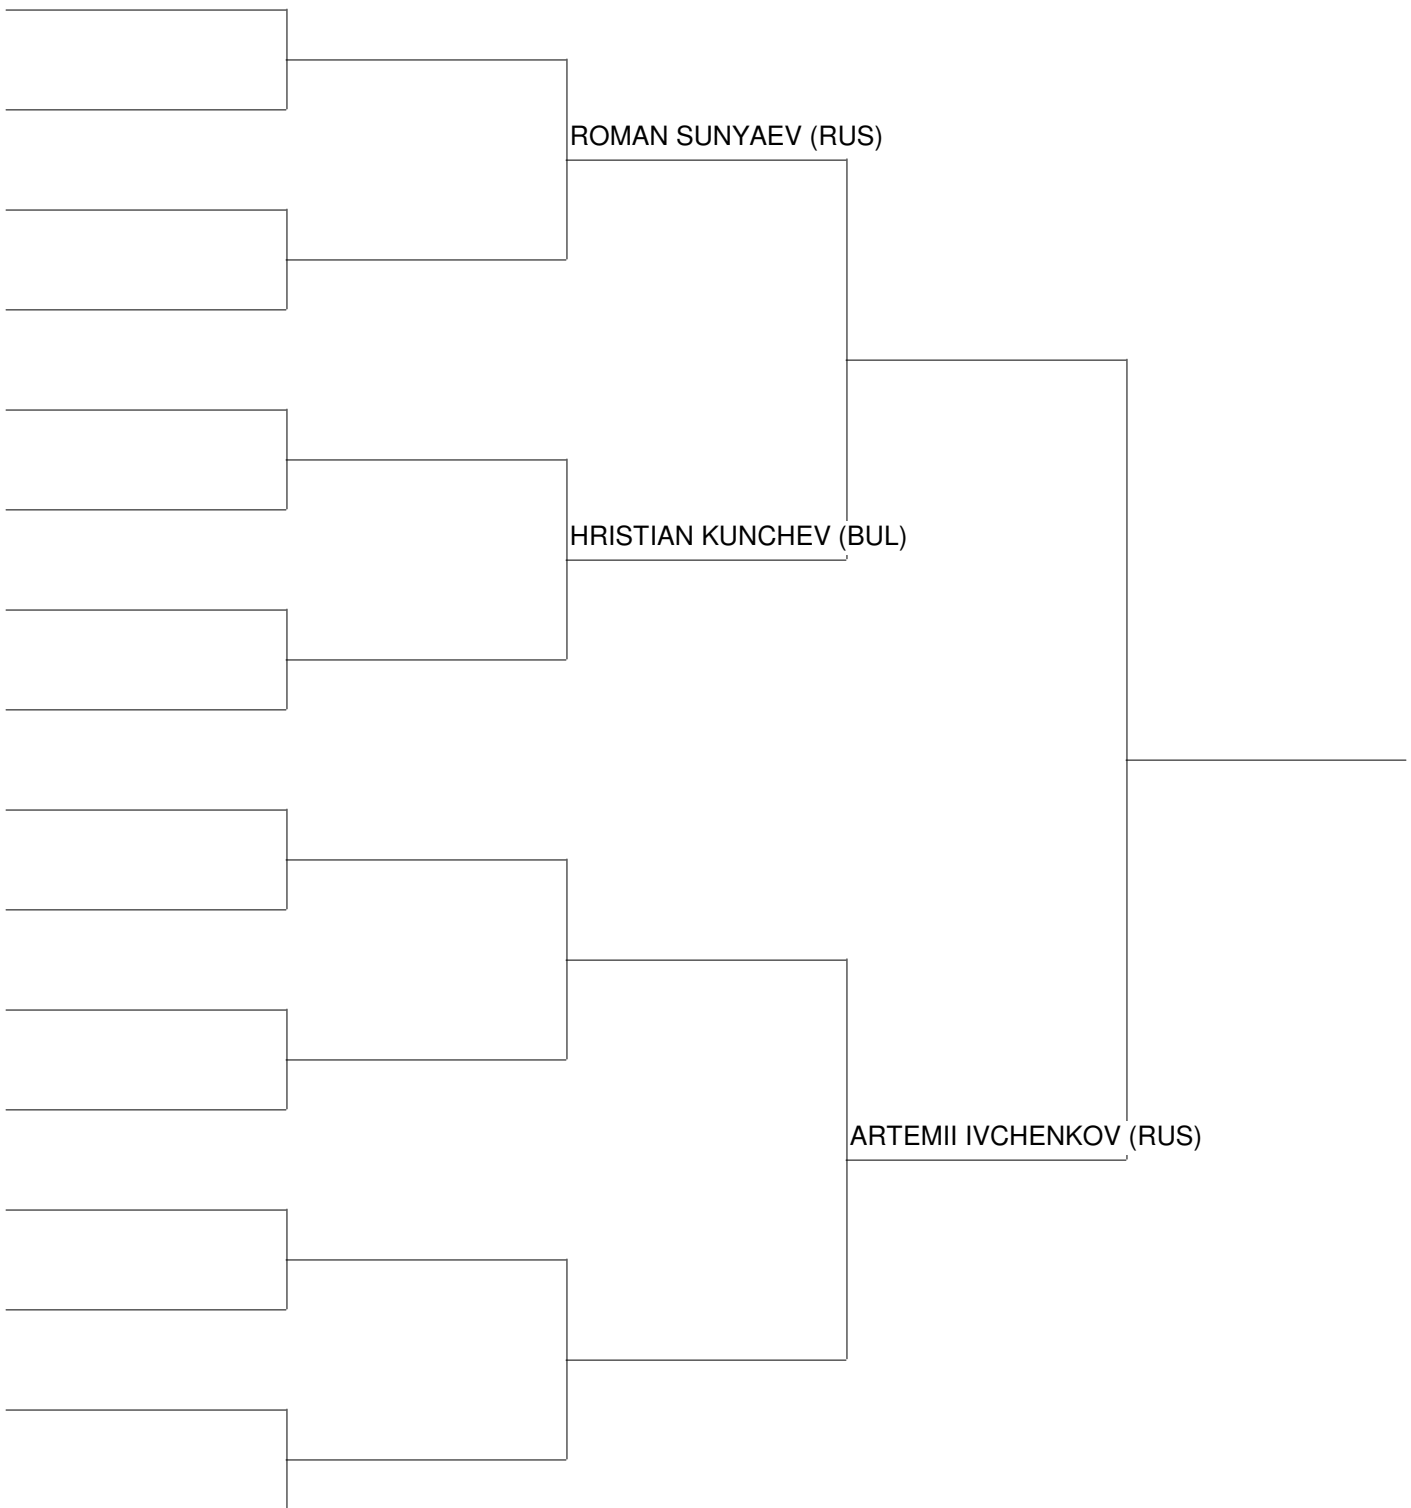 ROMAN SUNYAEV (RUS)
HRISTIAN KUNCHEV (BUL)
ARTEMII IVCHENKOV (RUS)